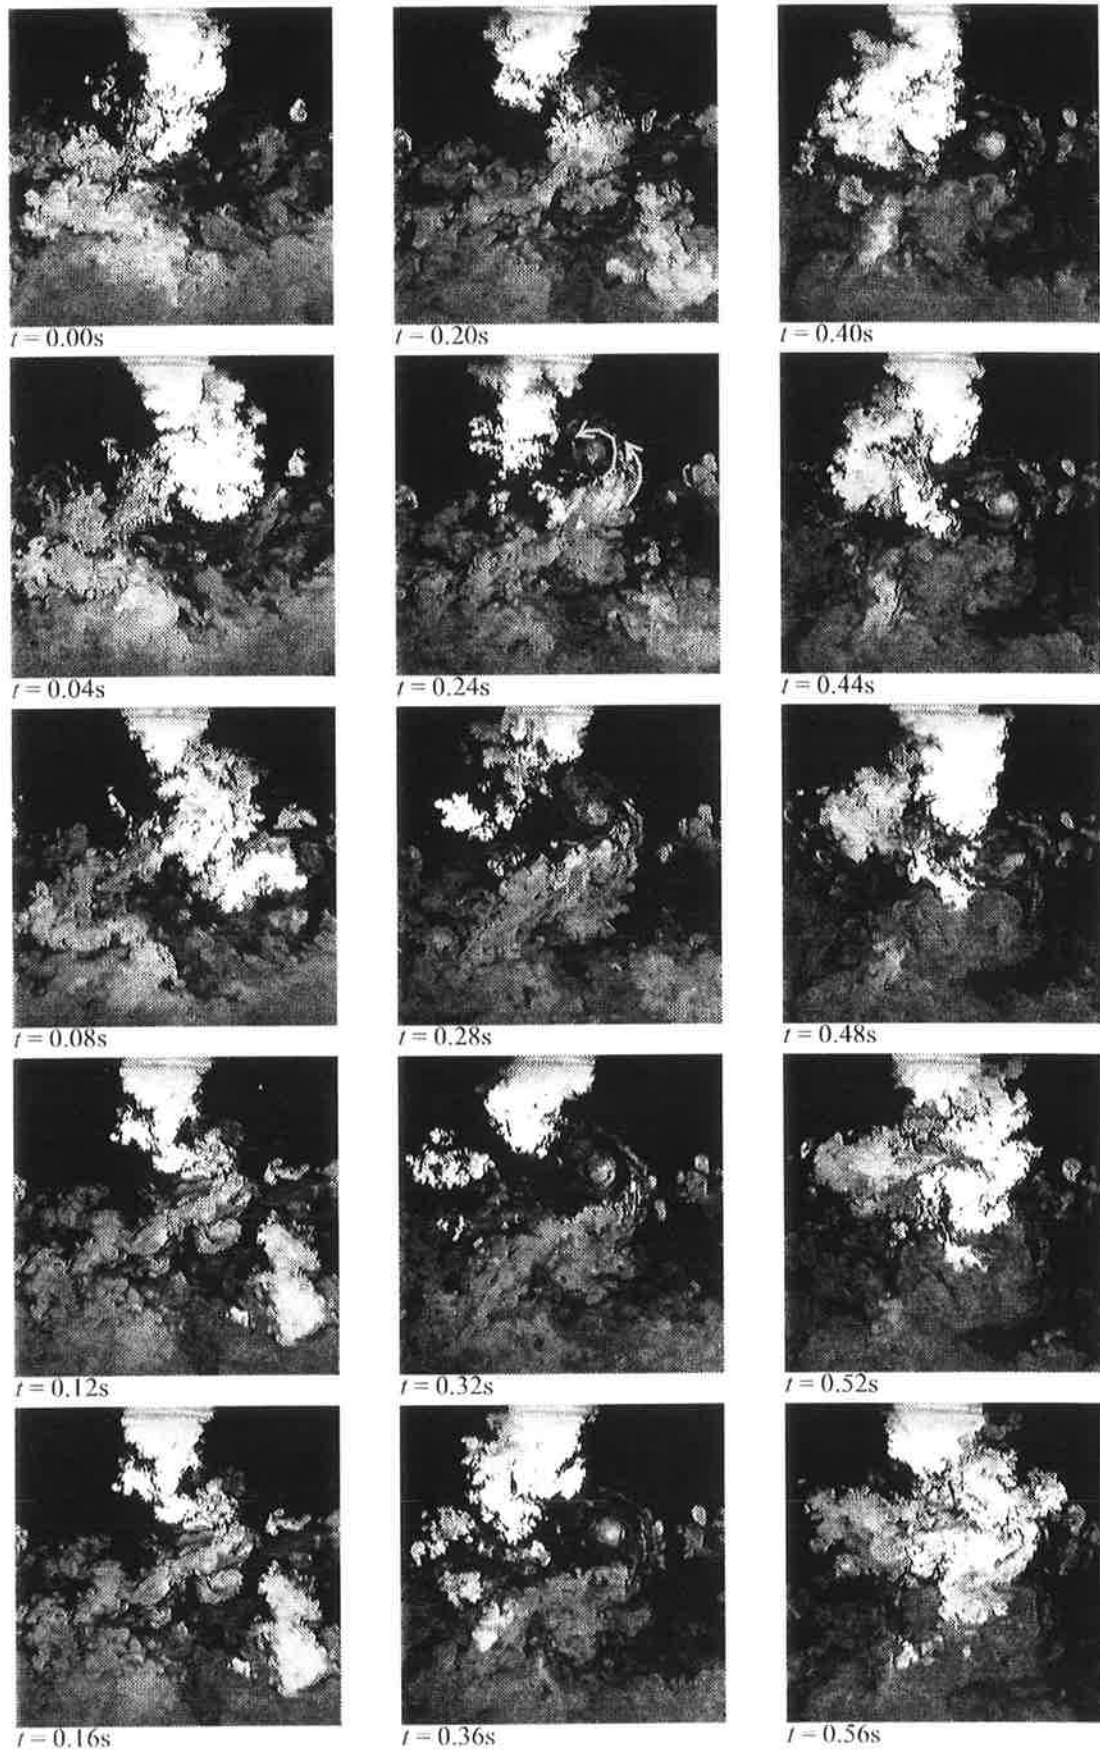 t = 0.00s
t = 0.20s
t = 0.40s
t = 0.04s
t = 0.24s
t = 0.44s
t = 0.08s
t = 0.28s
t = 0.48s
t = 0.12s
t = 0.32s
t = 0.52s
t = 0.16s
t = 0.36s
t = 0.56s